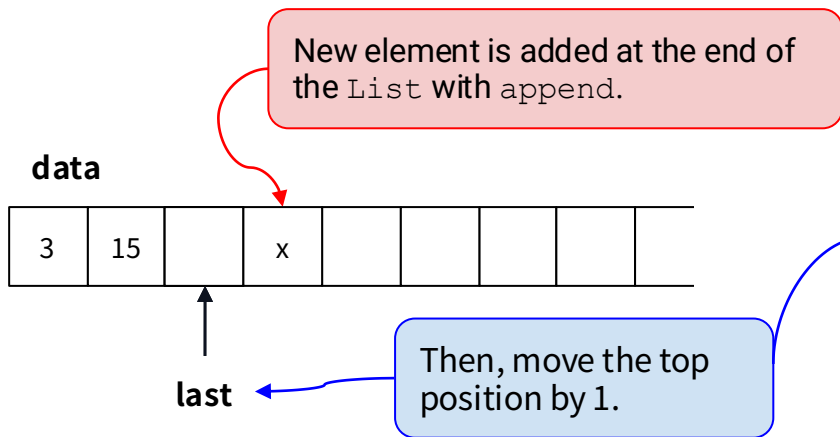 New element is added at the end of
the List with append.
data
3 15 x
last
Then, move the top
position by 1.